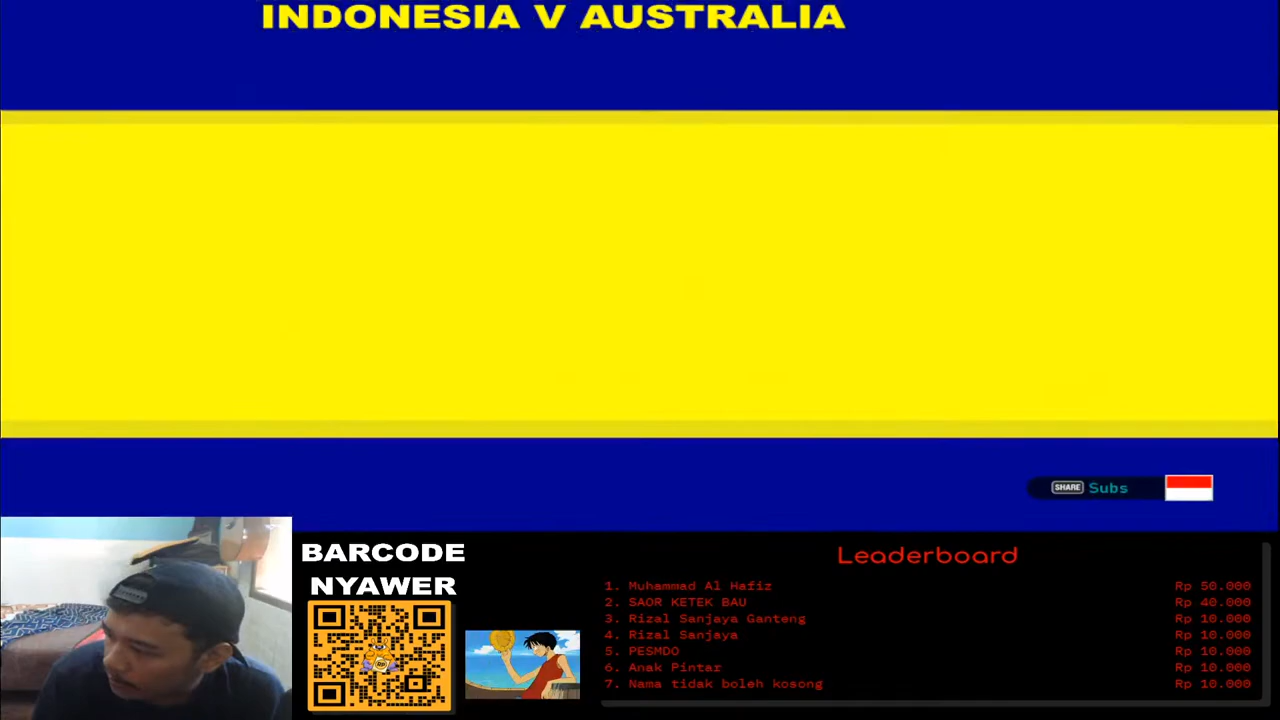 INDONESIA V AUSTRALIA
SHARE Subs
BARCODE
NYAWER
Leaderboard
1. Muhammad Al Hafiz Rp 50.000
2. SAOR KETEK BAU Rp 40.000
3. Rizal Sanjaya Ganteng Rp 10.000
4. Rizal Sanjaya Rp 10.000
5. PESMDO Rp 10.000
6. Anak Pintar Rp 10.000
7. Nama tidak boleh kosong Rp 10.000